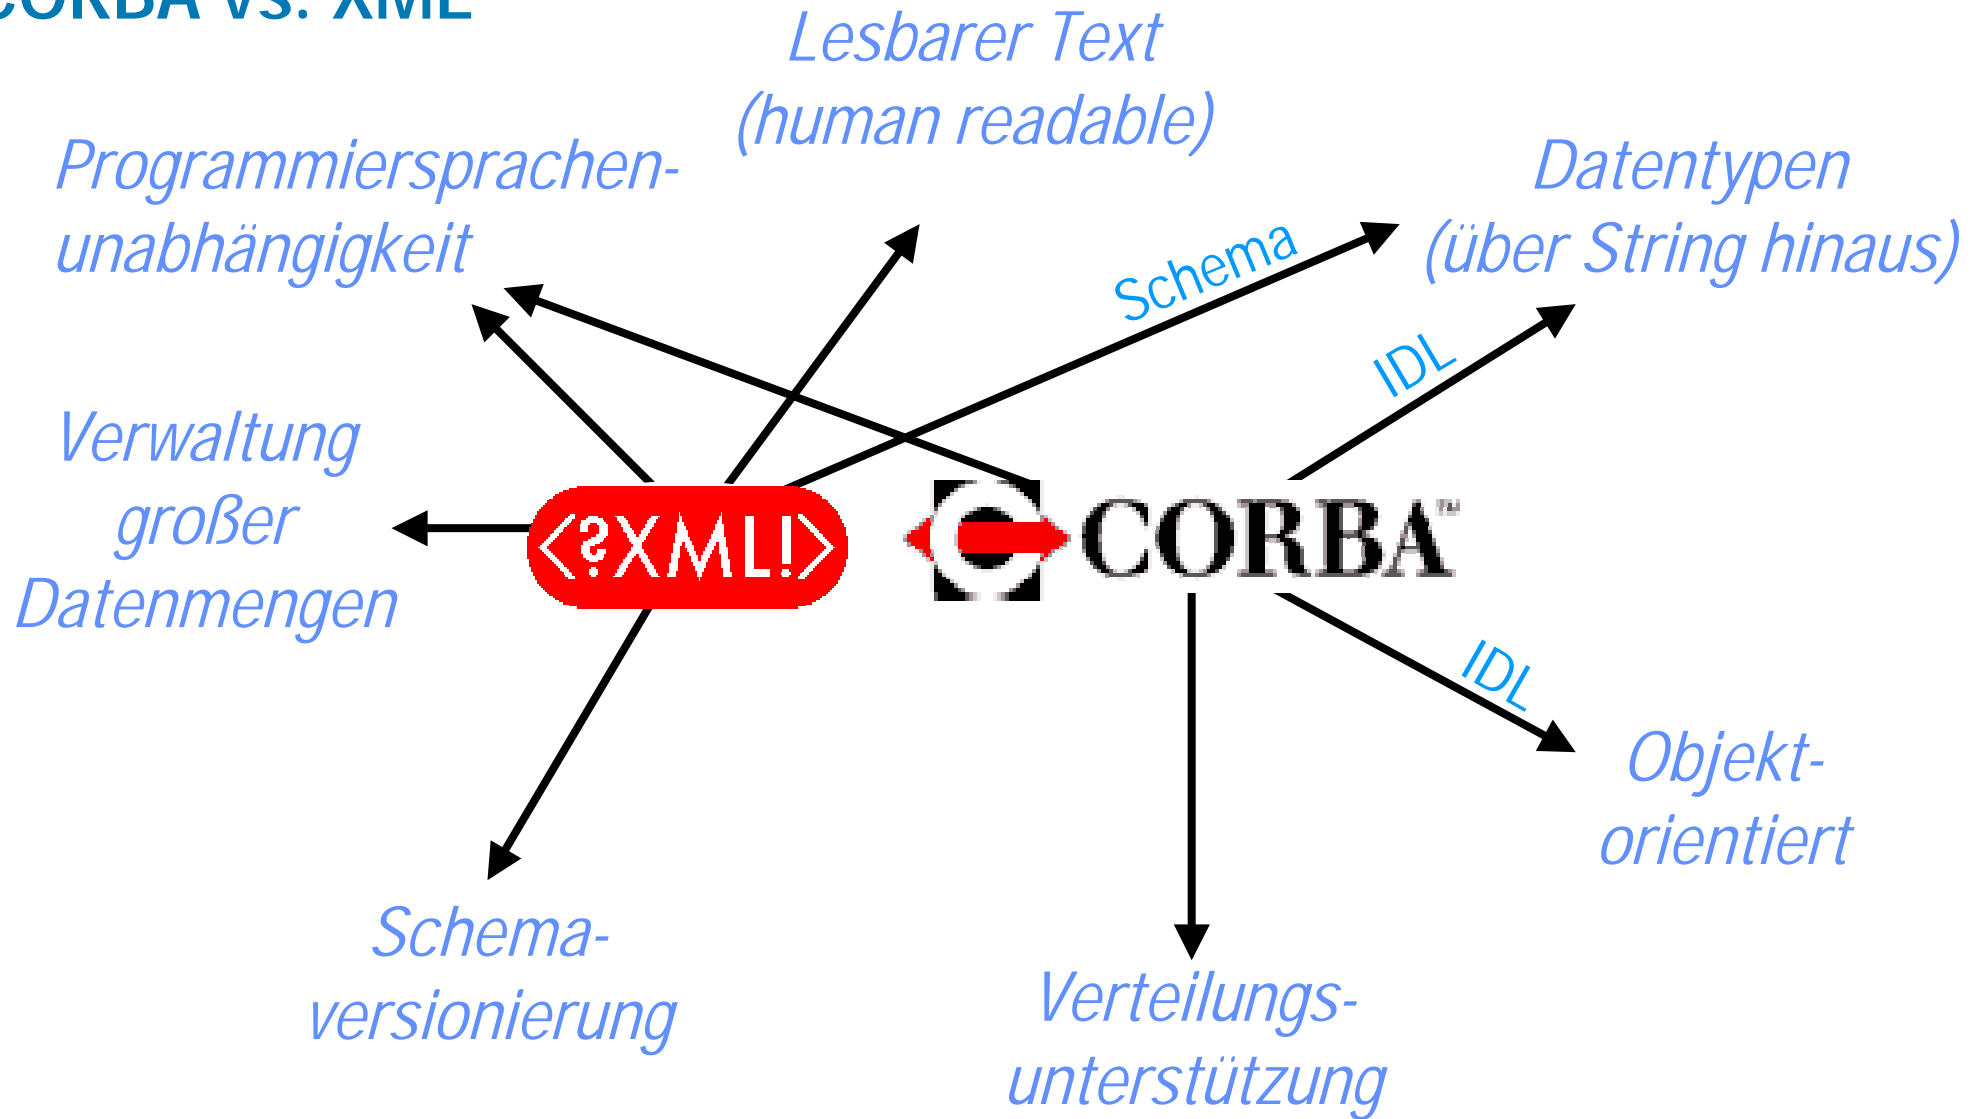 CORBA vs. XML
Lesbarer Text
(human readable)
Programmiersprachen-
unabhängigkeit
Datentypen
(über String hinaus)
Schema
IDL
Verwaltung
großer
Datenmengen
<?XML!>
CORBA™
IDL
Objekt-
orientiert
Schema-
versionierung
Verteilungs-
unterstützung